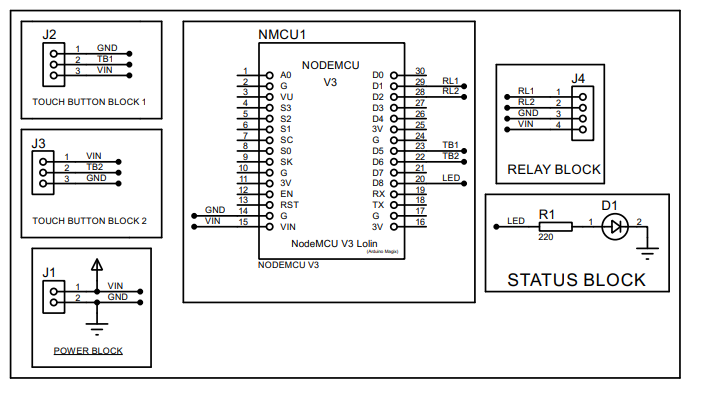 J2
1 GND
2 TB1
3 VIN
TOUCH BUTTON BLOCK 1
J3
1 VIN
2 TB2
3 GND
TOUCH BUTTON BLOCK 2
J1
1 VIN
2 GND
POWER BLOCK
NMCU1
NODEMCU
V3
1 A0 D0 30
2 G D1 29 RL1
3 VU D2 28 RL2
4 S3 D3 27
5 S2 D4 26
6 S1 3V 25
7 SC G 24
8 S0 D5 23 TB1
9 SK D6 22 TB2
10 G D7 21
11 3V D8 20 LED
12 EN RX 19
13 RST TX 18
GND 14 G G 17
VIN 15 VIN 3V 16
NodeMCU V3 Lolin
(Arduino Magix)
NODEMCU V3
J4
RL1 1
RL2 2
GND 3
VIN 4
RELAY BLOCK
LED R1 220 1 D1 2
STATUS BLOCK